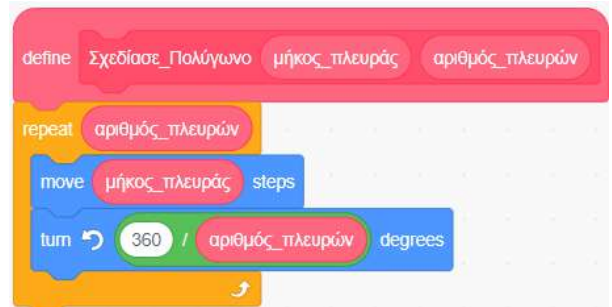 define Σχεδίασε_Πολύγωνο μήκος_πλευράς αριθμός_πλευρών
repeat αριθμός_πλευρών
move μήκος_πλευράς steps
turn 360 / αριθμός_πλευρών degrees